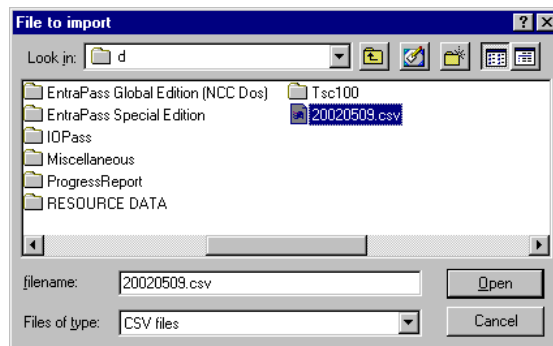 File to import
Look in: d
EntraPass Global Edition (NCC Dos)
EntraPass Special Edition
IOPass
Miscellaneous
ProgressReport
RESOURCE DATA
Tsc100
20020509.csv
filename: 20020509.csv Open
Files of type: CSV files Cancel